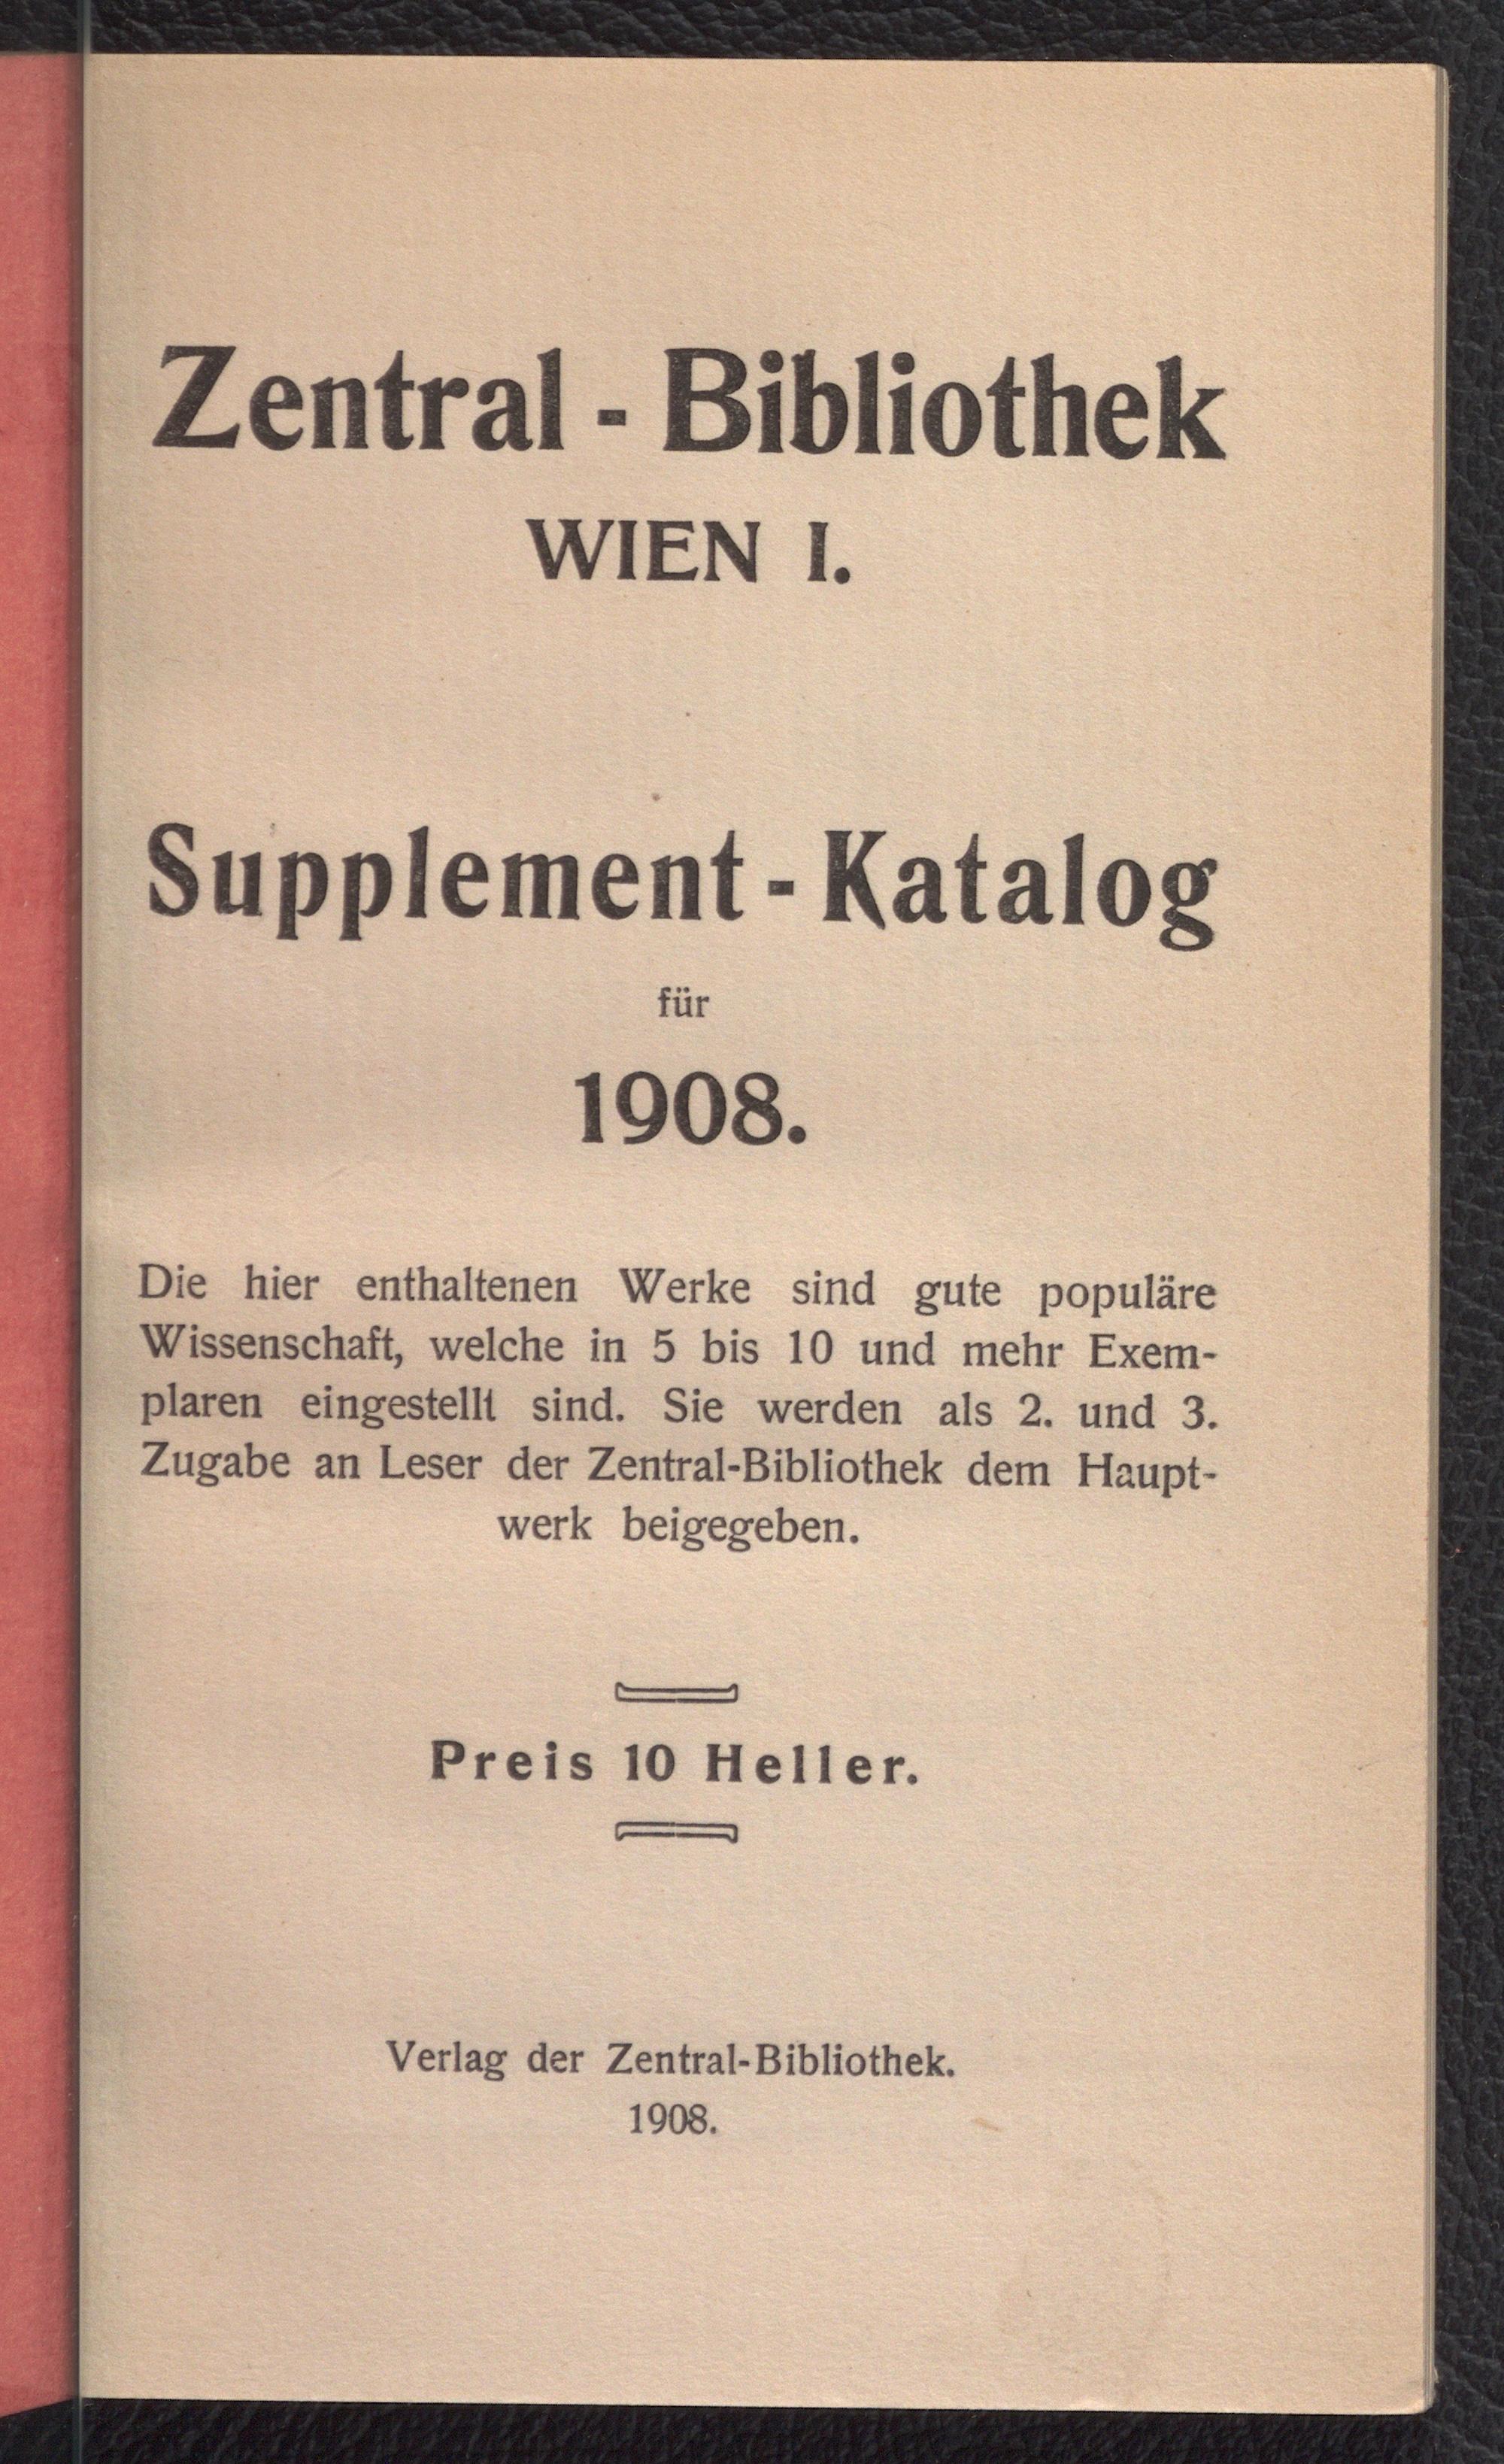 Zentral - Bibliothek
WIEN I.
Supplement - Katalog
für
1908.
Die hier enthaltenen Werke sind gute populäre
Wissenschaft, welche in 5 bis 10 und mehr Exem-
plaren eingestellt sind. Sie werden als 2. und 3.
Zugabe an Leser der Zentral-Bibliothek dem Haupt-
werk beigegeben.
Preis 10 Heller.
Verlag der Zentral-Bibliothek.
1908.